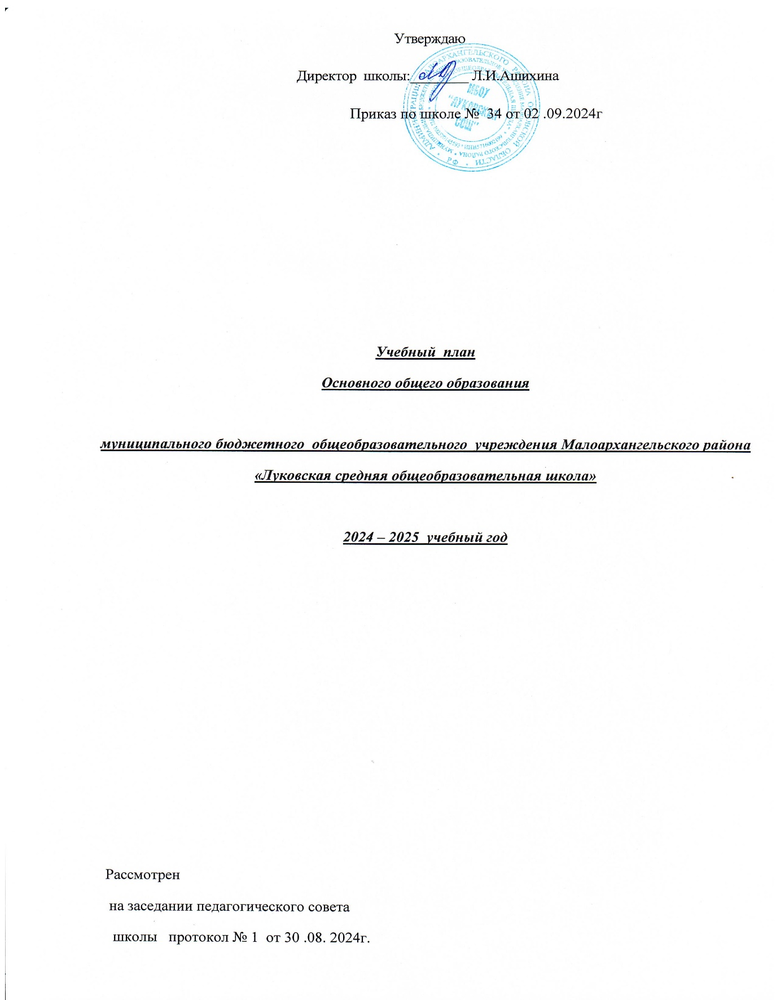 Утверждаю
Директор школы:________ Л.И.Ашихина
Приказ по школе № 34 от 02 .09.2024г
МБОУ
"ЛУКОВСКАЯ
СОШ"
Учебный план
Основного общего образования
муниципального бюджетного общеобразовательного учреждения Малоархангельского района
«Луковская средняя общеобразовательная школа»
2024 – 2025 учебный год
Рассмотрен
на заседании педагогического совета
школы протокол № 1 от 30 .08. 2024г.